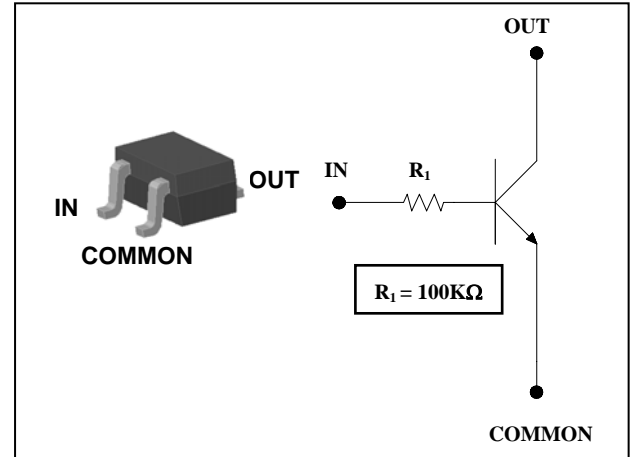 OUT
IN
R1
OUT
IN
COMMON
R1 = 100KΩ
COMMON